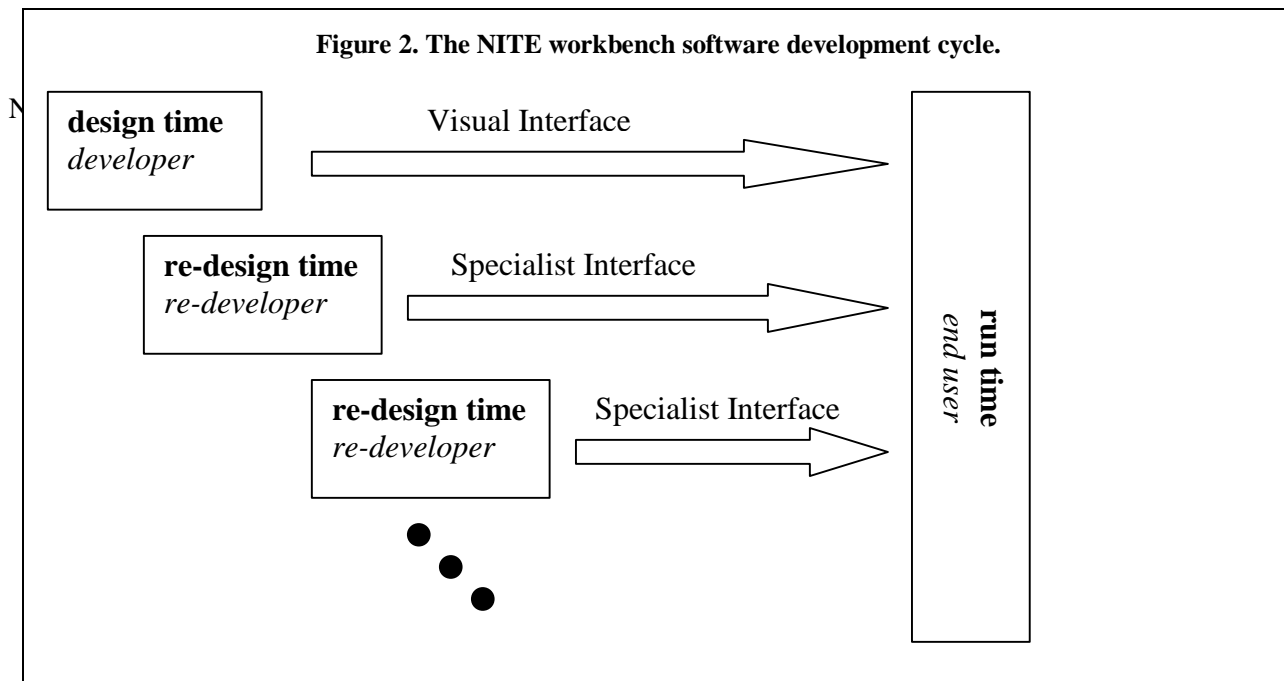 Figure 2. The NITE workbench software development cycle.
N
design time
developer
Visual Interface
re-design time
re-developer
Specialist Interface
re-design time
re-developer
Specialist Interface
run time
end user